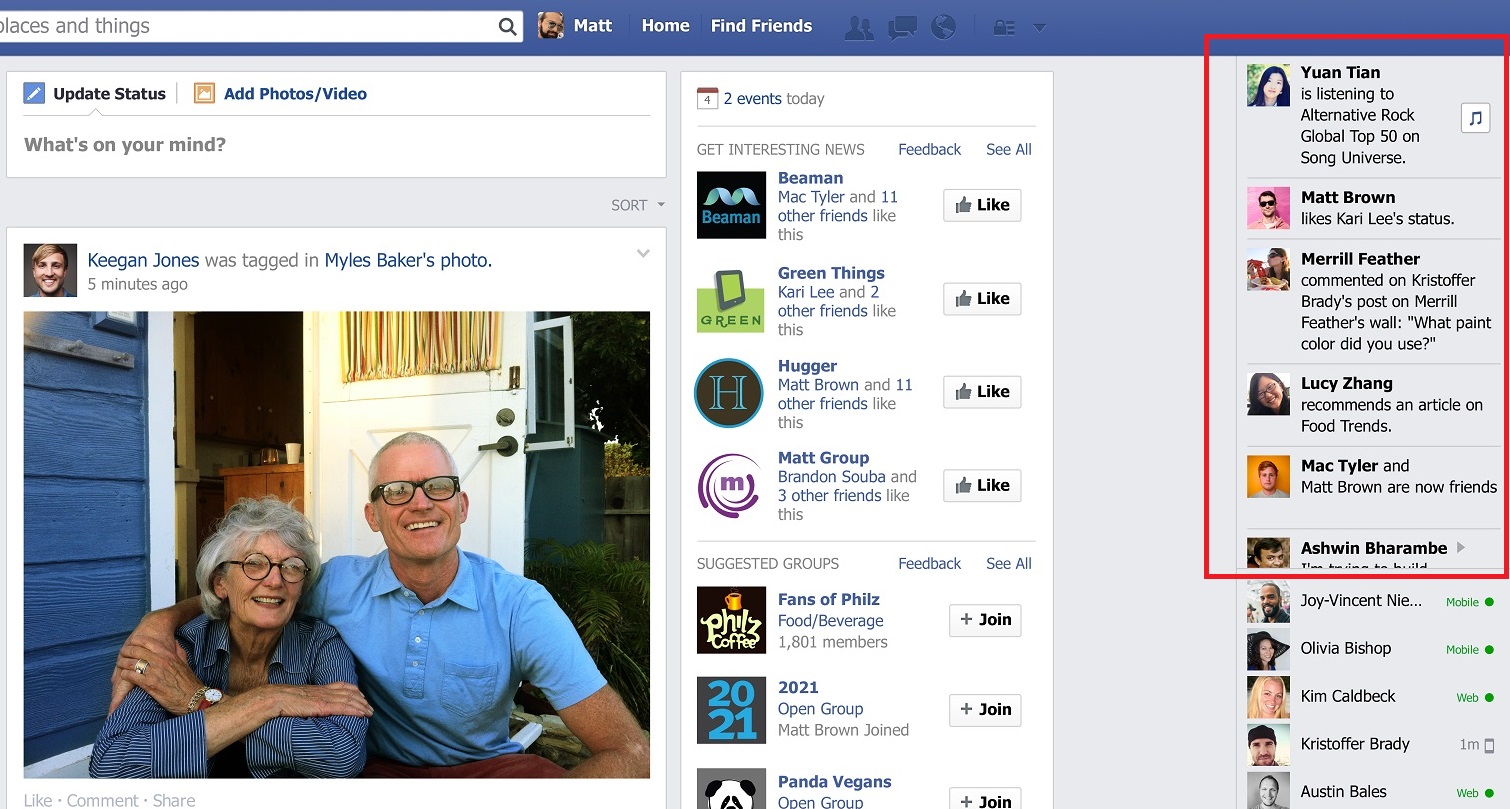 places and things
Matt
Home
Find Friends
Update Status
Add Photos/Video
What's on your mind?
SORT
Keegan Jones was tagged in Myles Baker's photo.
5 minutes ago
Like · Comment · Share
4
2 events today
GET INTERESTING NEWS Feedback See All
Beaman
Beaman
Mac Tyler and 11
other friends like
this
Like
GREEN
Green Things
Kari Lee and 2
other friends like
this
Like
H
Hugger
Matt Brown and 11
other friends like
this
Like
m
Matt Group
Brandon Souba and
3 other friends like
this
Like
SUGGESTED GROUPS Feedback See All
philz
Coffee
Fans of Philz
Food/Beverage
1,801 members
+ Join
20
21
2021
Open Group
Matt Brown Joined
+ Join
Panda Vegans
Open Group
+ Join
Yuan Tian
is listening to
Alternative Rock
Global Top 50 on
Song Universe.
Matt Brown
likes Kari Lee's status.
Merrill Feather
commented on Kristoffer
Brady's post on Merrill
Feather's wall: "What paint
color did you use?"
Lucy Zhang
recommends an article on
Food Trends.
Mac Tyler and
Matt Brown are now friends
Ashwin Bharambe
I'm trying to build
Joy-Vincent Nie... Mobile
Olivia Bishop Mobile
Kim Caldbeck Web
Kristoffer Brady 1m
Austin Bales Web